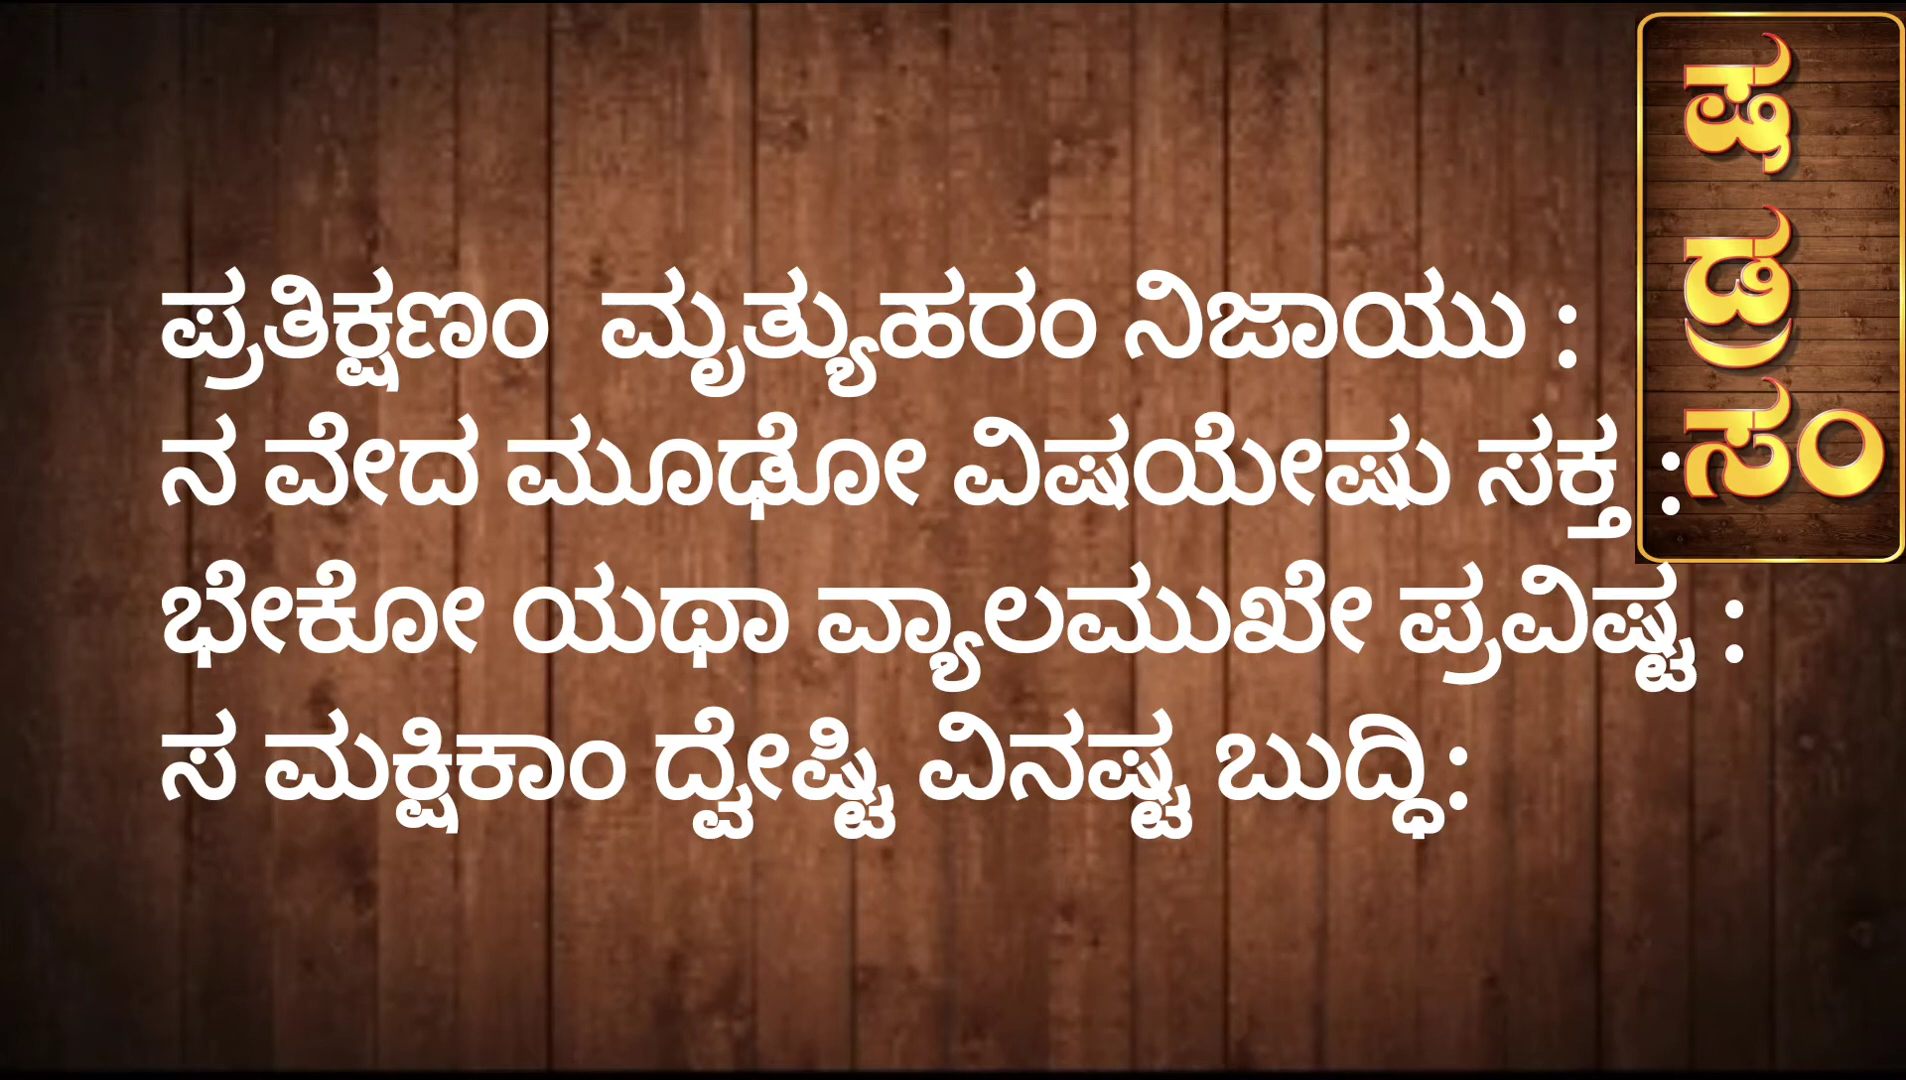 ಪ್ರತಿಕ್ಷಣಂ ಮೃತ್ಯುಹರಂ ನಿಜಾಯು :
ನ ವೇದ ಮೂಢೋ ವಿಷಯೇಷು ಸಕ್ತ :
ಭೇಕೋ ಯಥಾ ವ್ಯಾಲಮುಖೇ ಪ್ರವಿಷ್ಟ :
ಸ ಮಕ್ಷಿಕಾಂ ದ್ವೇಷ್ಟಿ ವಿನಷ್ಟ ಬುದ್ಧಿ: